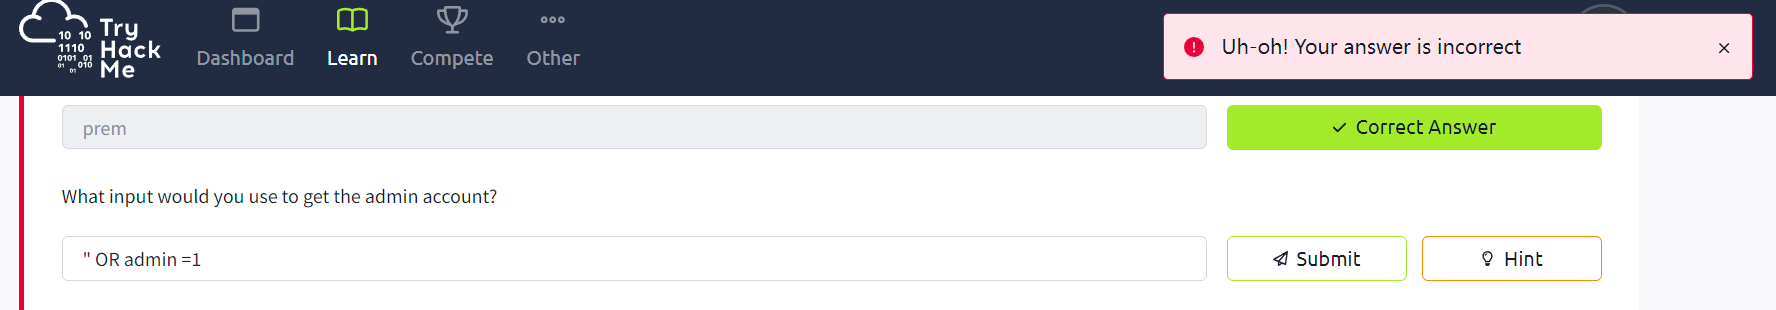 10 10
1110
0101 01
01 010
01
Try
Hack
Me
Dashboard
Learn
Compete
Other
Uh-oh! Your answer is incorrect
prem
Correct Answer
What input would you use to get the admin account?
" OR admin =1
Submit
Hint